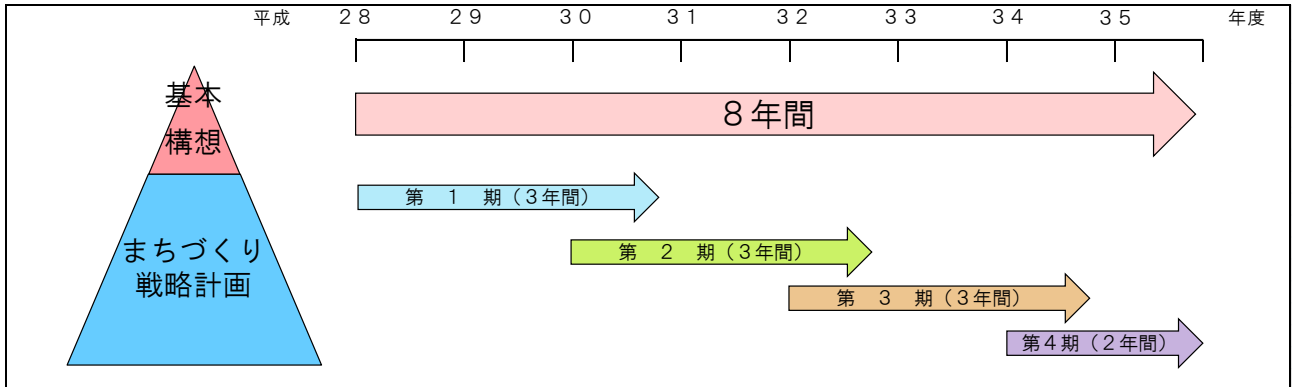 平成 ２８ ２９ ３０ ３１ ３２ ３３ ３４ ３５ 年度
基本
構想
８年間
第　１　期（３年間）
まちづくり
戦略計画
第　２　期（３年間）
第　３　期（３年間）
第４期（２年間）